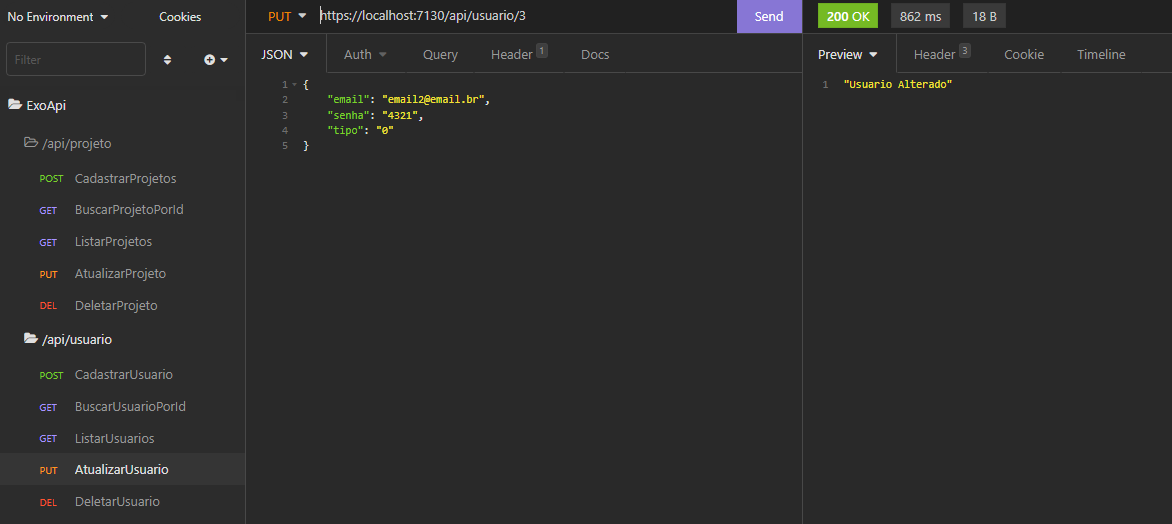 No Environment
Cookies
Filter
ExoApi
/api/projeto
POST CadastrarProjetos
GET BuscarProjetoPorId
GET ListarProjetos
PUT AtualizarProjeto
DEL DeletarProjeto
/api/usuario
POST CadastrarUsuario
GET BuscarUsuarioPorId
GET ListarUsuarios
PUT AtualizarUsuario
DEL DeletarUsuario
PUT https://localhost:7130/api/usuario/3 Send
JSON Auth Query Header 1 Docs
1 {
2 "email": "email2@email.br",
3 "senha": "4321",
4 "tipo": "0"
5 }
200 OK 862 ms 18 B
Preview Header 3 Cookie Timeline
1 "Usuario Alterado"